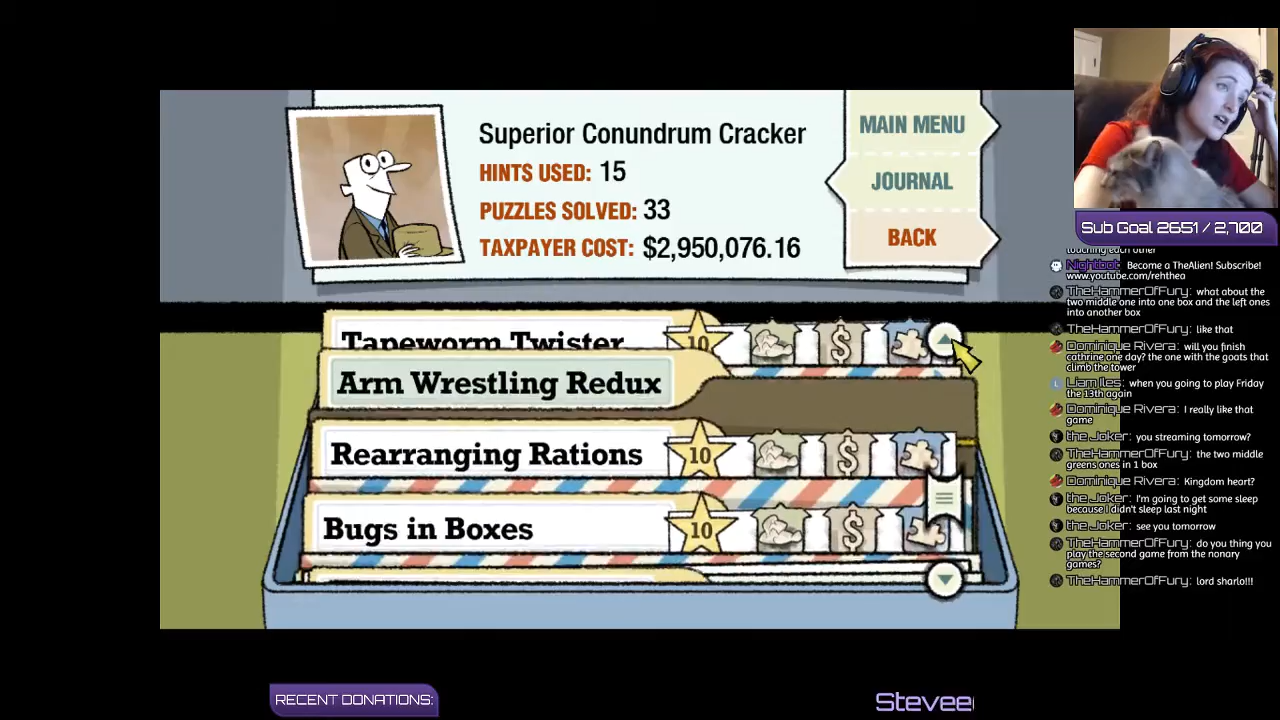 Superior Conundrum Cracker
HINTS USED: 15
PUZZLES SOLVED: 33
TAXPAYER COST: $2,950,076.16
MAIN MENU
JOURNAL
BACK
Tapeworm Twister
10
$
Arm Wrestling Redux
Rearranging Rations
10
$
Bugs in Boxes
10
$
Sub Goal 2651 / 2,700
touching each other
Nightbot: Become a TheAlien! Subscribe!
www.youtube.com/rehthea
TheHammerOfFury: what about the
two middle one into one box and the left ones
into another box
TheHammerOfFury: like that
Dominique Rivera: will you finish
cathrine one day? the one with the goats that
climb the tower
Liam Iles: when you going to play Friday
the 13th again
Dominique Rivera: I really like that
game
the Joker: you streaming tomorrow?
TheHammerOfFury: the two middle
greens ones in 1 box
Dominique Rivera: Kingdom heart?
the Joker: I'm going to get some sleep
because I didn't sleep last night
the Joker: see you tomorrow
TheHammerOfFury: do you thing you
play the second game from the nonary
games?
TheHammerOfFury: lord sharlo!!!
RECENT DONATIONS:
Stevee